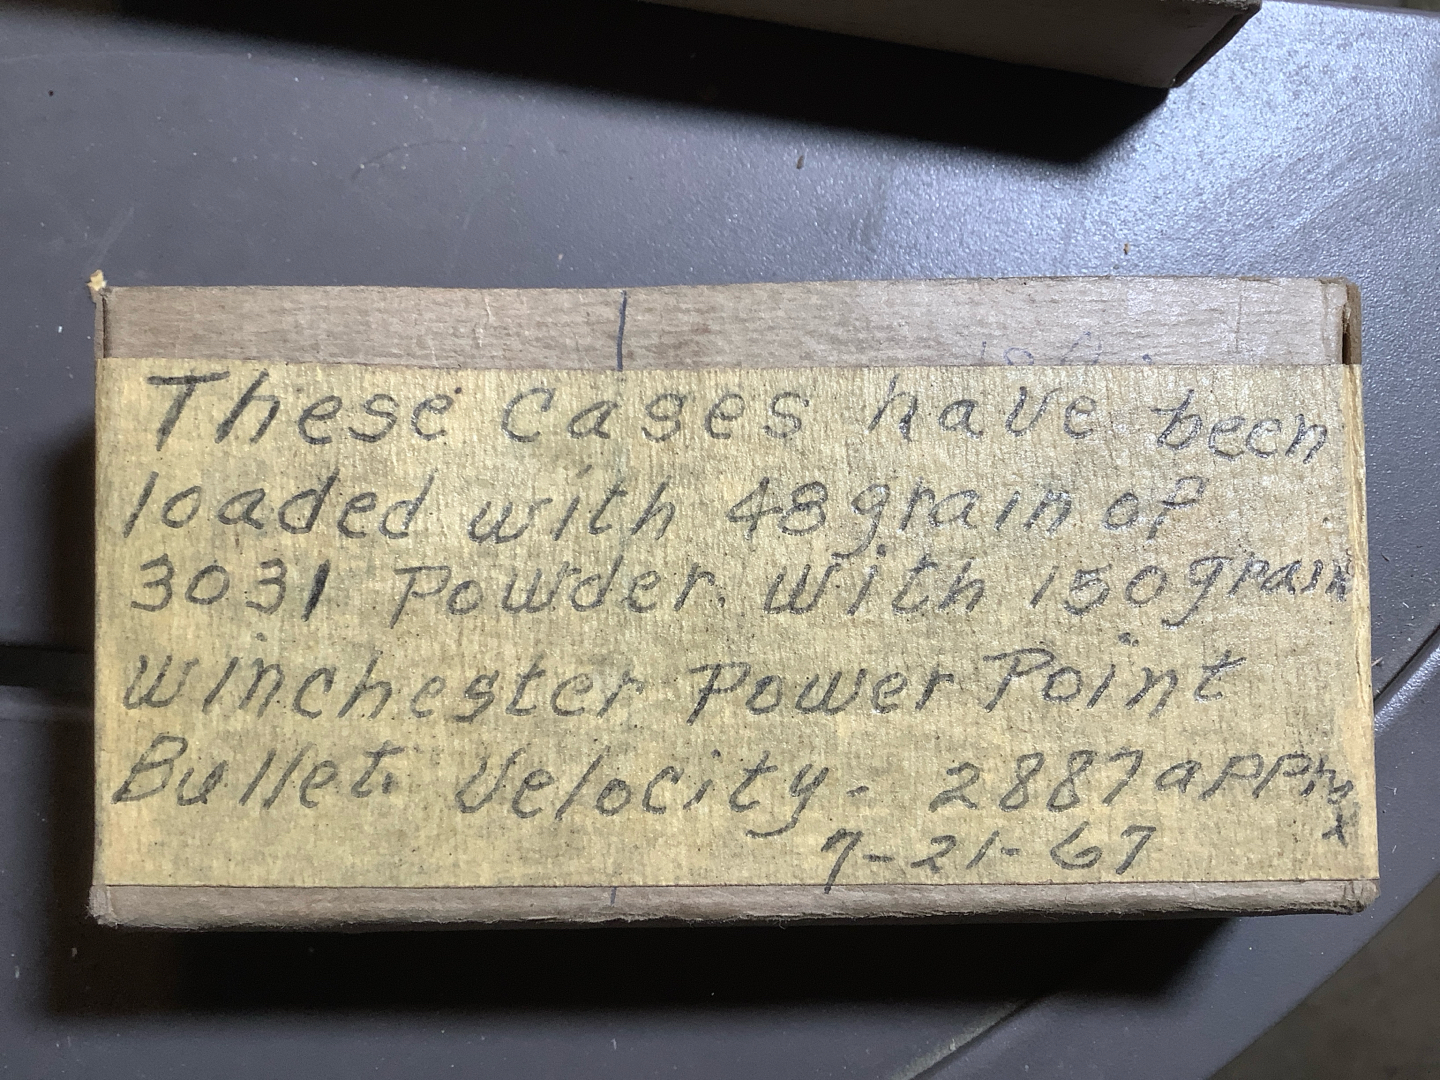 These cases have been
loaded with 48 grain of
3031 Powder. with 150 grain
winchester Power Point
Bullet. Velocity - 2887 approx
7-21-67